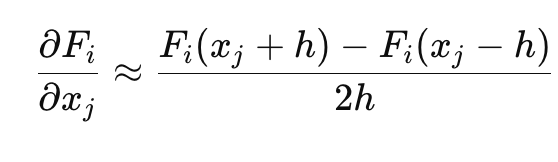 ∂F_i/∂x_j ≈ (F_i(x_j + h) − F_i(x_j − h))/2h